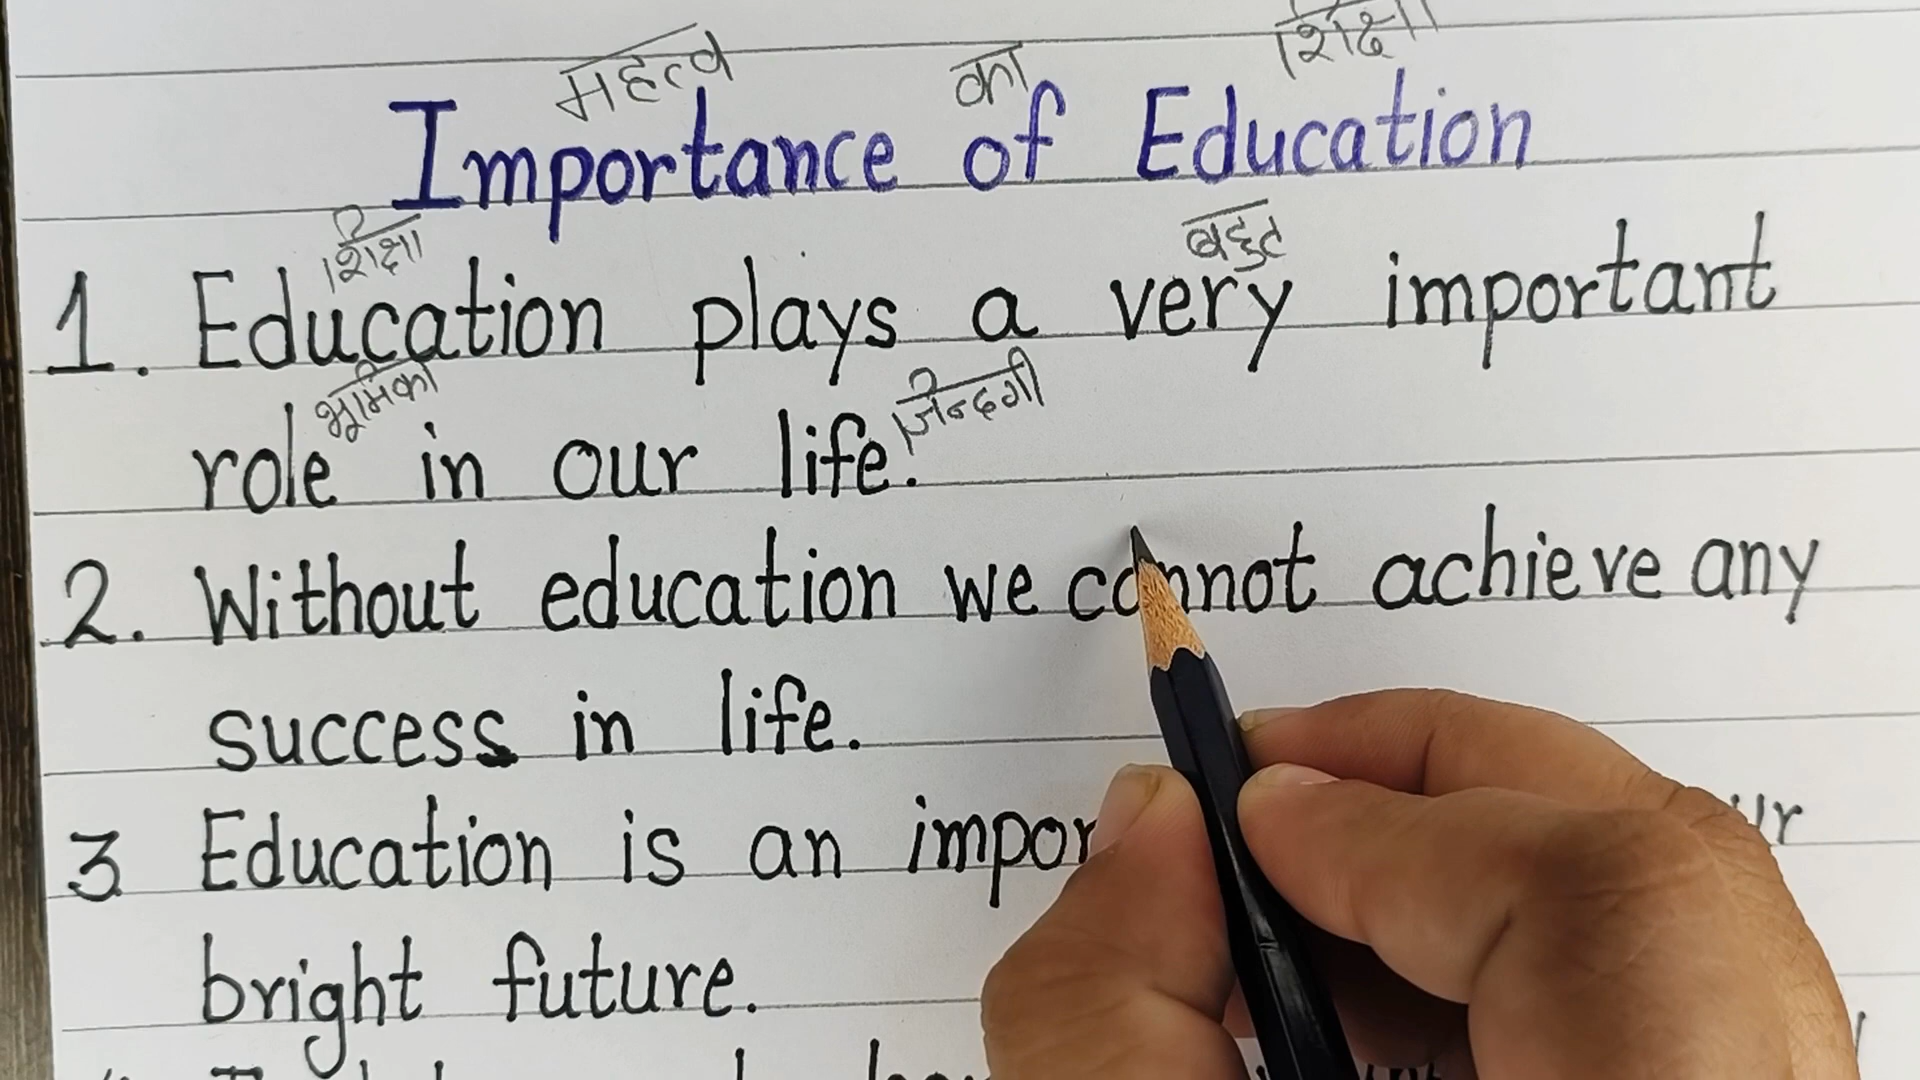 महत्व का शिक्षा
Importance of Education
शिक्षा बहुत
1. Education plays a very important
भूमिका जिन्दगी
role in our life.
2. Without education we cannot achieve any
success in life.
3 Education is an
bright future.